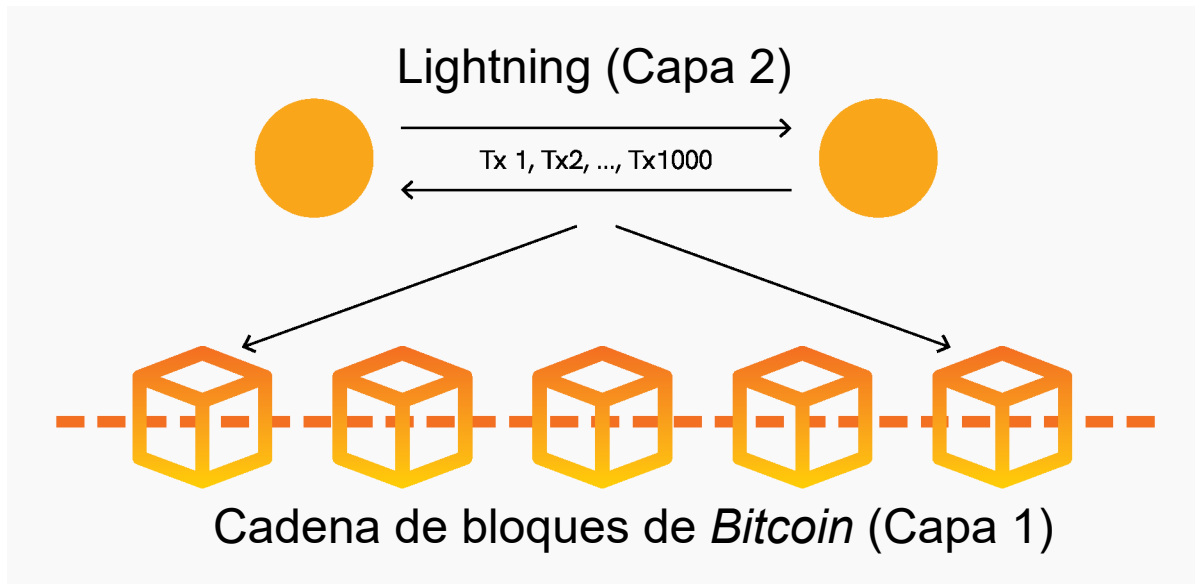 Lightning (Capa 2)
Tx 1, Tx2, ..., Tx1000
Cadena de bloques de Bitcoin (Capa 1)